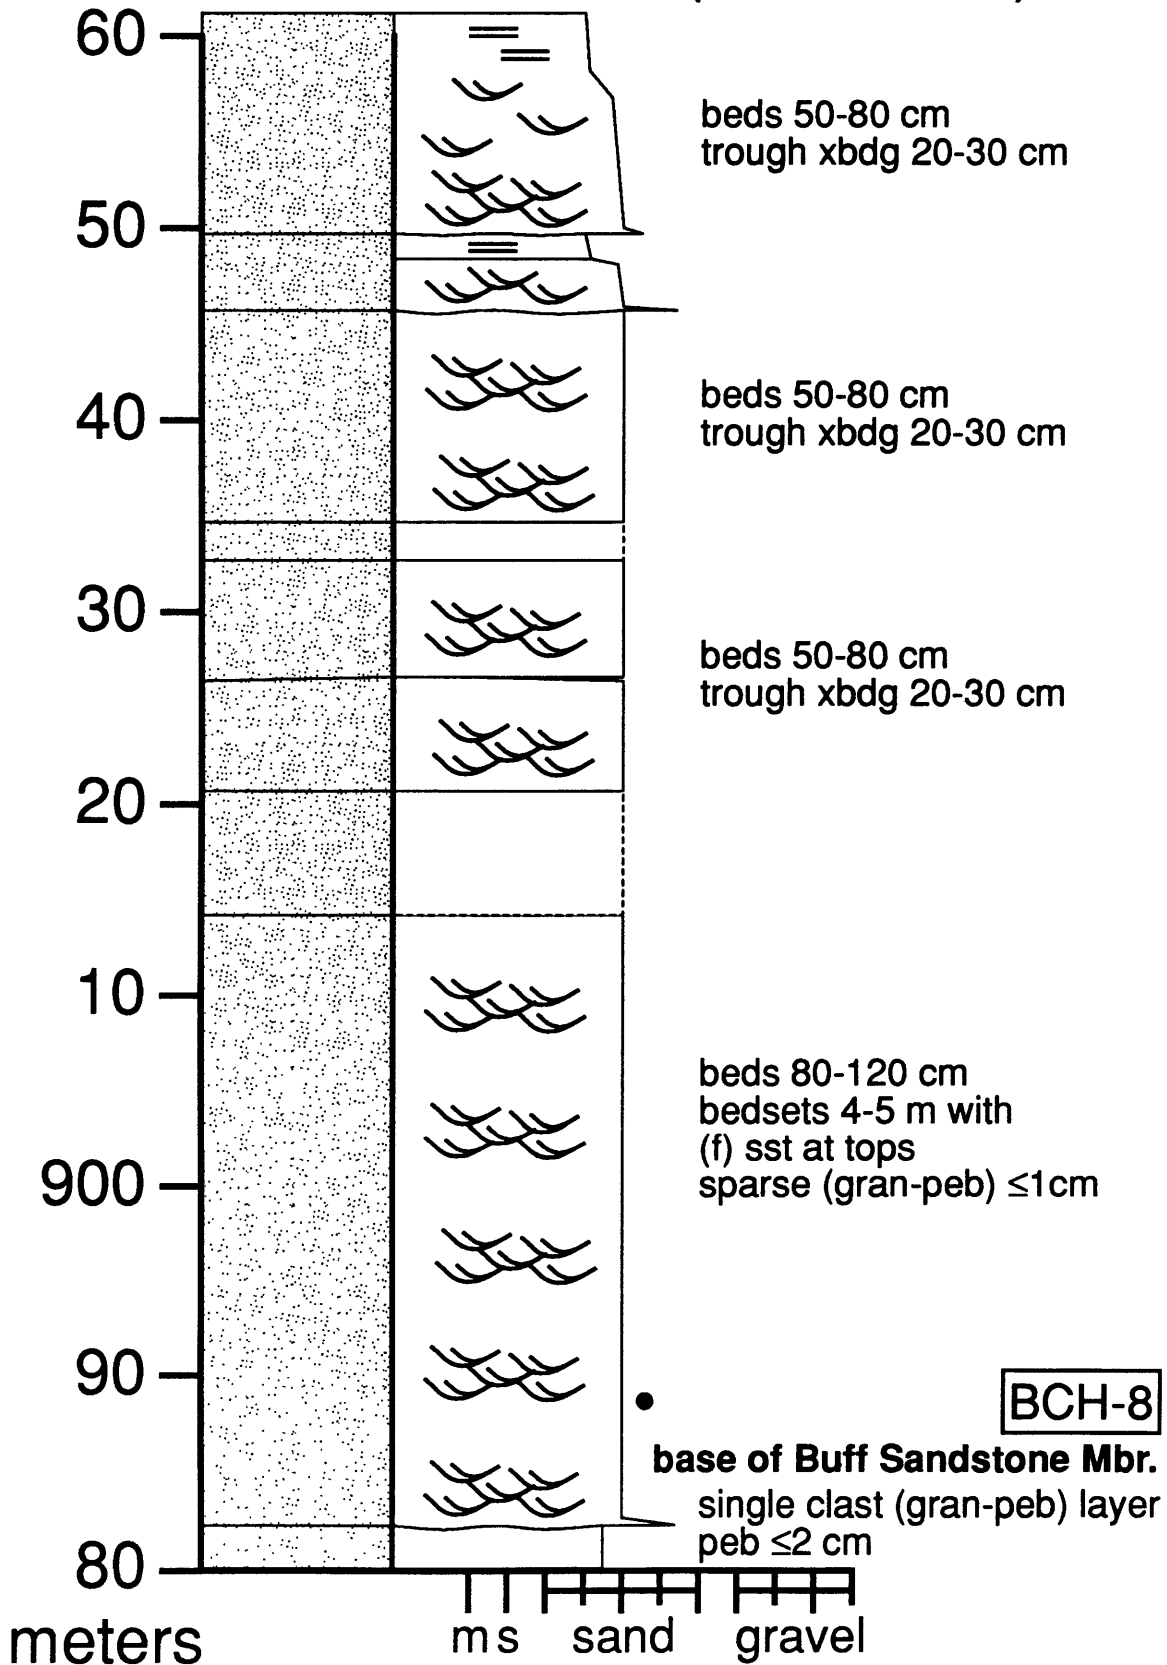 60
beds 50-80 cm
trough xbdg 20-30 cm
50
40
beds 50-80 cm
trough xbdg 20-30 cm
30
beds 50-80 cm
trough xbdg 20-30 cm
20
10
beds 80-120 cm
bedsets 4-5 m with
(f) sst at tops
sparse (gran-peb) ≤1cm
900
90
BCH-8
base of Buff Sandstone Mbr.
single clast (gran-peb) layer
peb ≤2 cm
80
meters m s sand gravel